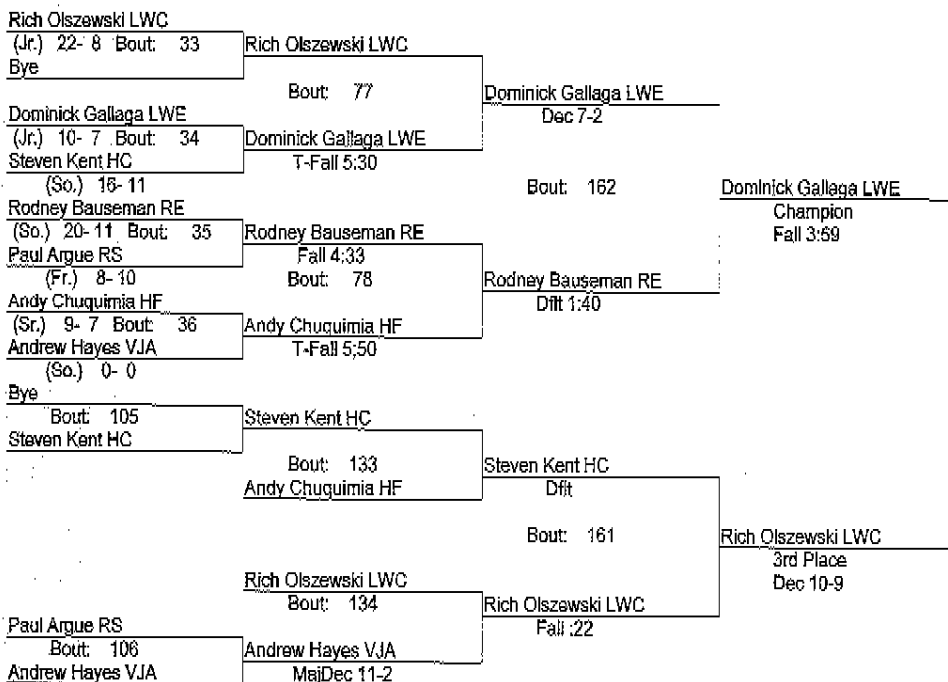 Rich Olszewski LWC
(Jr.) 22- 8 Bout: 33 Rich Olszewski LWC
Bye
Bout: 77 Dominick Gallaga LWE
Dominick Gallaga LWE Dec 7-2
(Jr.) 10- 7 Bout: 34 Dominick Gallaga LWE
Steven Kent HC T-Fall 5:30
(So.) 16- 11 Bout: 162 Dominick Gallaga LWE
Rodney Bauseman RE Champion
(So.) 20- 11 Bout: 35 Rodney Bauseman RE Fall 3:59
Paul Argue RS Fall 4:33
(Fr.) 8- 10 Bout: 78 Rodney Bauseman RE
Andy Chuquimia HF Dflt 1:40
(Sr.) 9- 7 Bout: 36 Andy Chuquimia HF
Andrew Hayes VJA T-Fall 5:50
(So.) 0- 0
Bye
Bout: 105 Steven Kent HC
Steven Kent HC
Bout: 133 Steven Kent HC
Andy Chuquimia HF Dflt
Bout: 161 Rich Olszewski LWC
3rd Place
Rich Olszewski LWC Dec 10-9
Bout: 134 Rich Olszewski LWC
Paul Argue RS Fall :22
Bout: 106 Andrew Hayes VJA
Andrew Hayes VJA MajDec 11-2